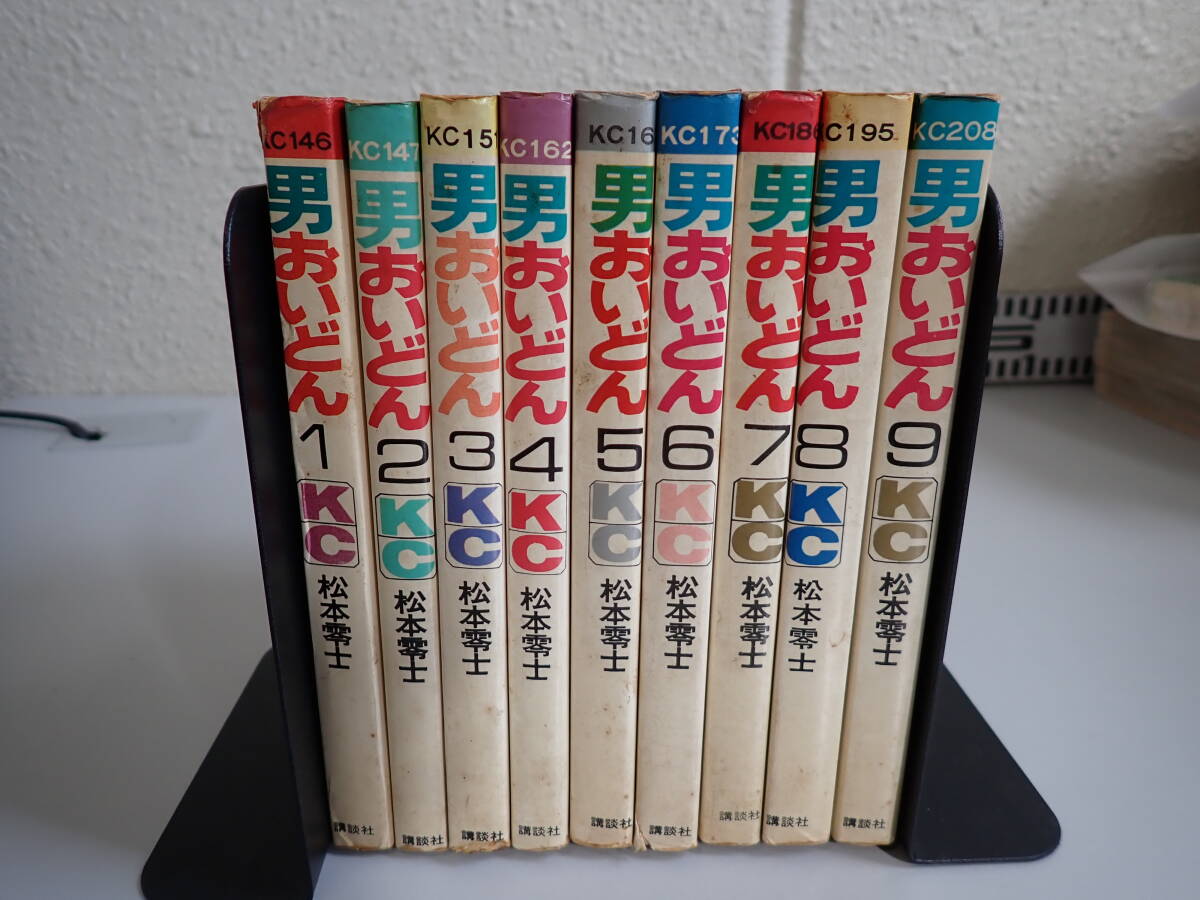 KC146
男おいどん
1
KC
松本零士
講談社
KC147
男おいどん
2
KC
松本零士
講談社
KC151
男おいどん
3
KC
松本零士
講談社
KC162
男おいどん
4
KC
松本零士
講談社
KC16
男おいどん
5
KC
松本零士
講談社
KC173
男おいどん
6
KC
松本零士
講談社
KC186
男おいどん
7
KC
松本零士
講談社
KC195
男おいどん
8
KC
松本零士
講談社
KC208
男おいどん
9
KC
松本零士
講談社